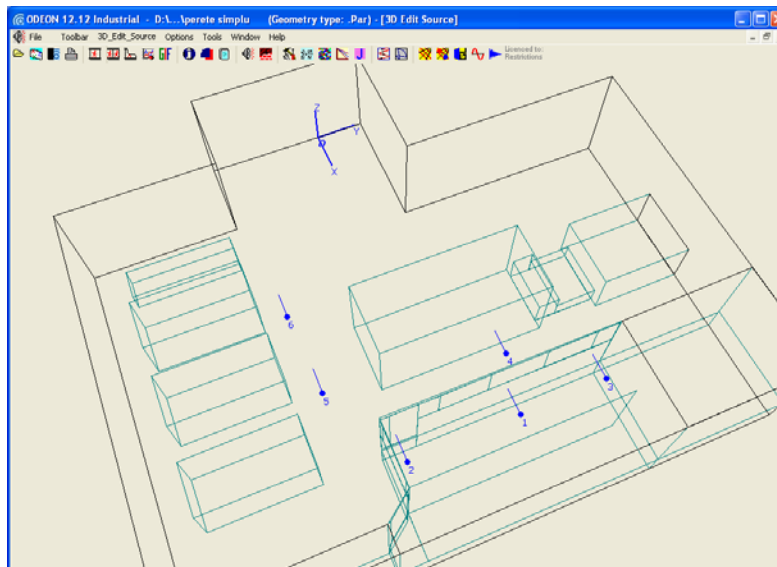 ODEON 12.12 Industrial - D:\...\perete simplu (Geometry type: .Par) - [3D Edit Source]
File Toolbar 3D_Edit_Source Options Tools Window Help
Licenced to:
Restrictions
Z
Y
O
X
6
4
5
3
1
2